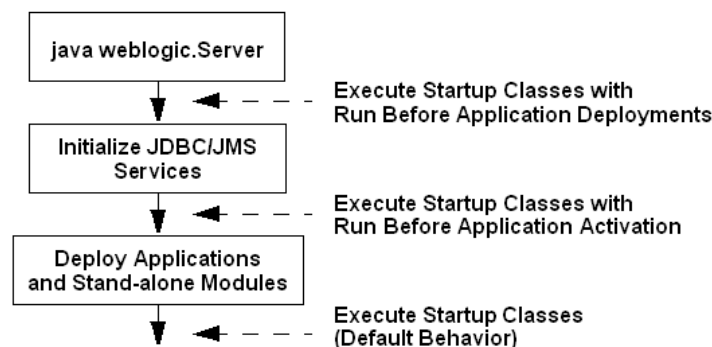 java weblogic.Server
Execute Startup Classes with
Run Before Application Deployments
Initialize JDBC/JMS
Services
Execute Startup Classes with
Run Before Application Activation
Deploy Applications
and Stand-alone Modules
Execute Startup Classes
(Default Behavior)